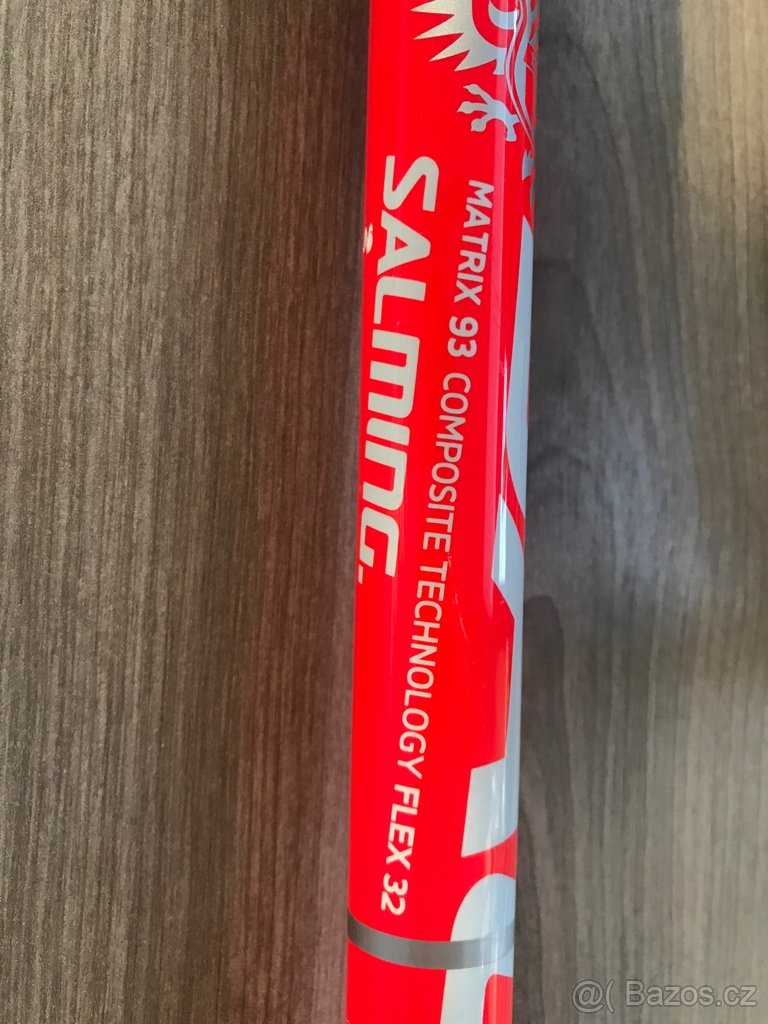 SALMING
MATRIX 93 COMPOSITE TECHNOLOGY FLEX 32
@( Bazos.cz